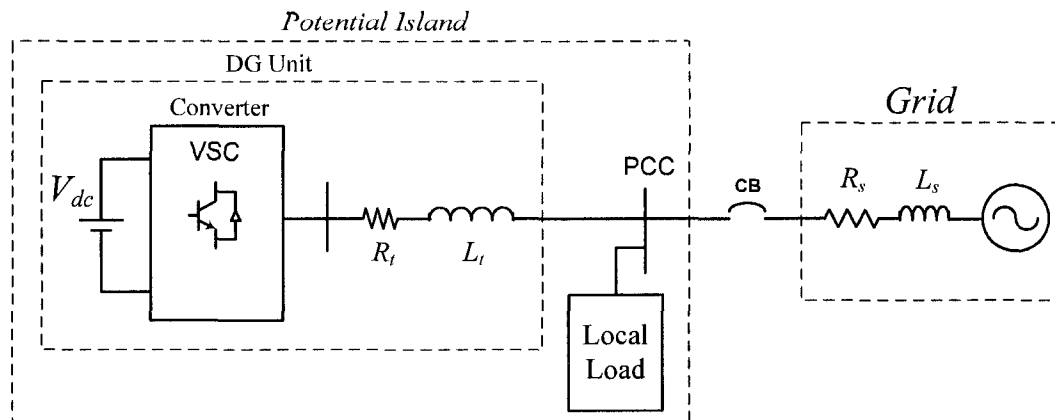 Potential Island
DG Unit
Converter
VSC
V_dc
R_t
L_t
PCC
CB
Grid
R_s
L_s
Local
Load